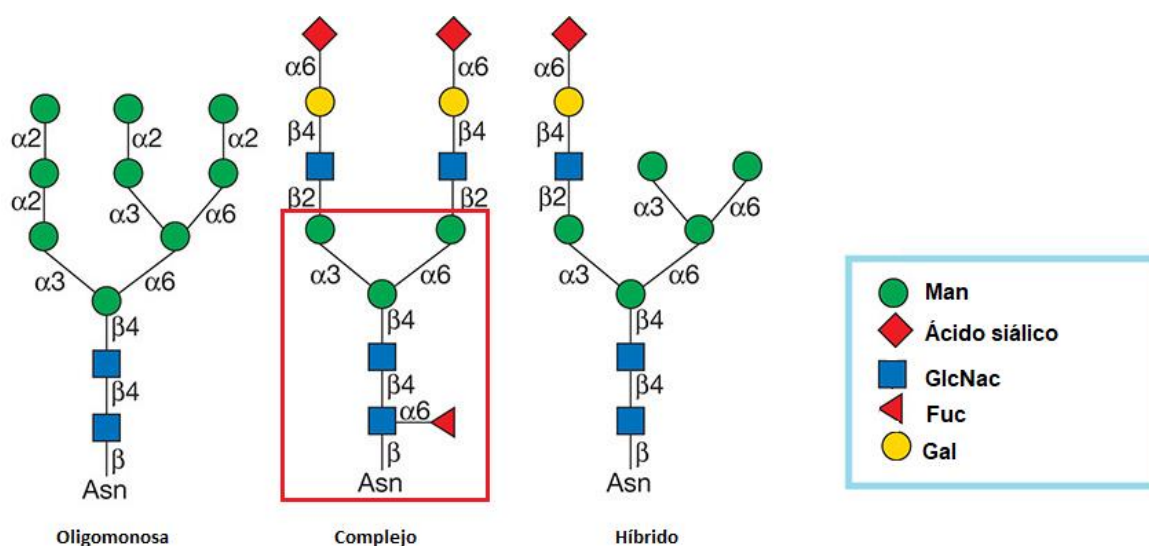 α6 α6 α6
β4 β4 β4
α2 α2 α2
β2 β2 β2
α2 α3 α6 α3 α6
α3 α6 α3 α6 α3 α6
β4 β4 β4
β4 β4 β4
α6
β β β
Asn Asn Asn
Oligomonosa Complejo Híbrido
Man
Ácido siálico
GlcNac
Fuc
Gal